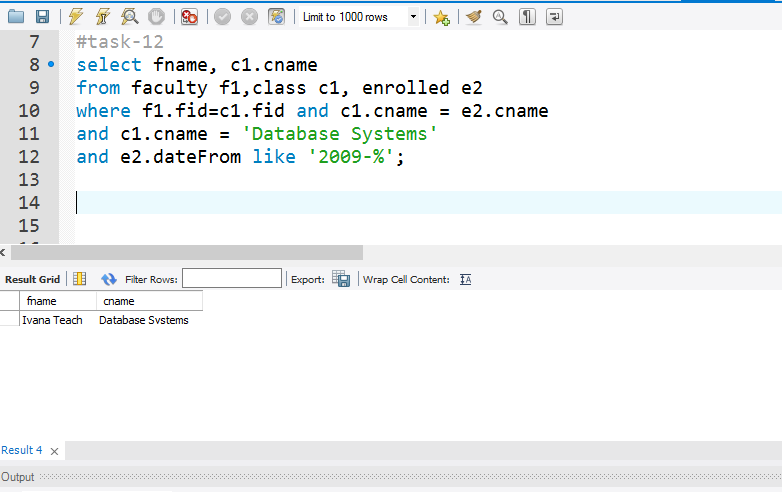 Limit to 1000 rows
7 #task-12
8 select fname, c1.cname
9 from faculty f1,class c1, enrolled e2
10 where f1.fid=c1.fid and c1.cname = e2.cname
11 and c1.cname = 'Database Systems'
12 and e2.dateFrom like '2009-%';
13
14
15
Result Grid Filter Rows: Export: Wrap Cell Content:
fname cname
Ivana Teach Database Systems
Result 4
Output